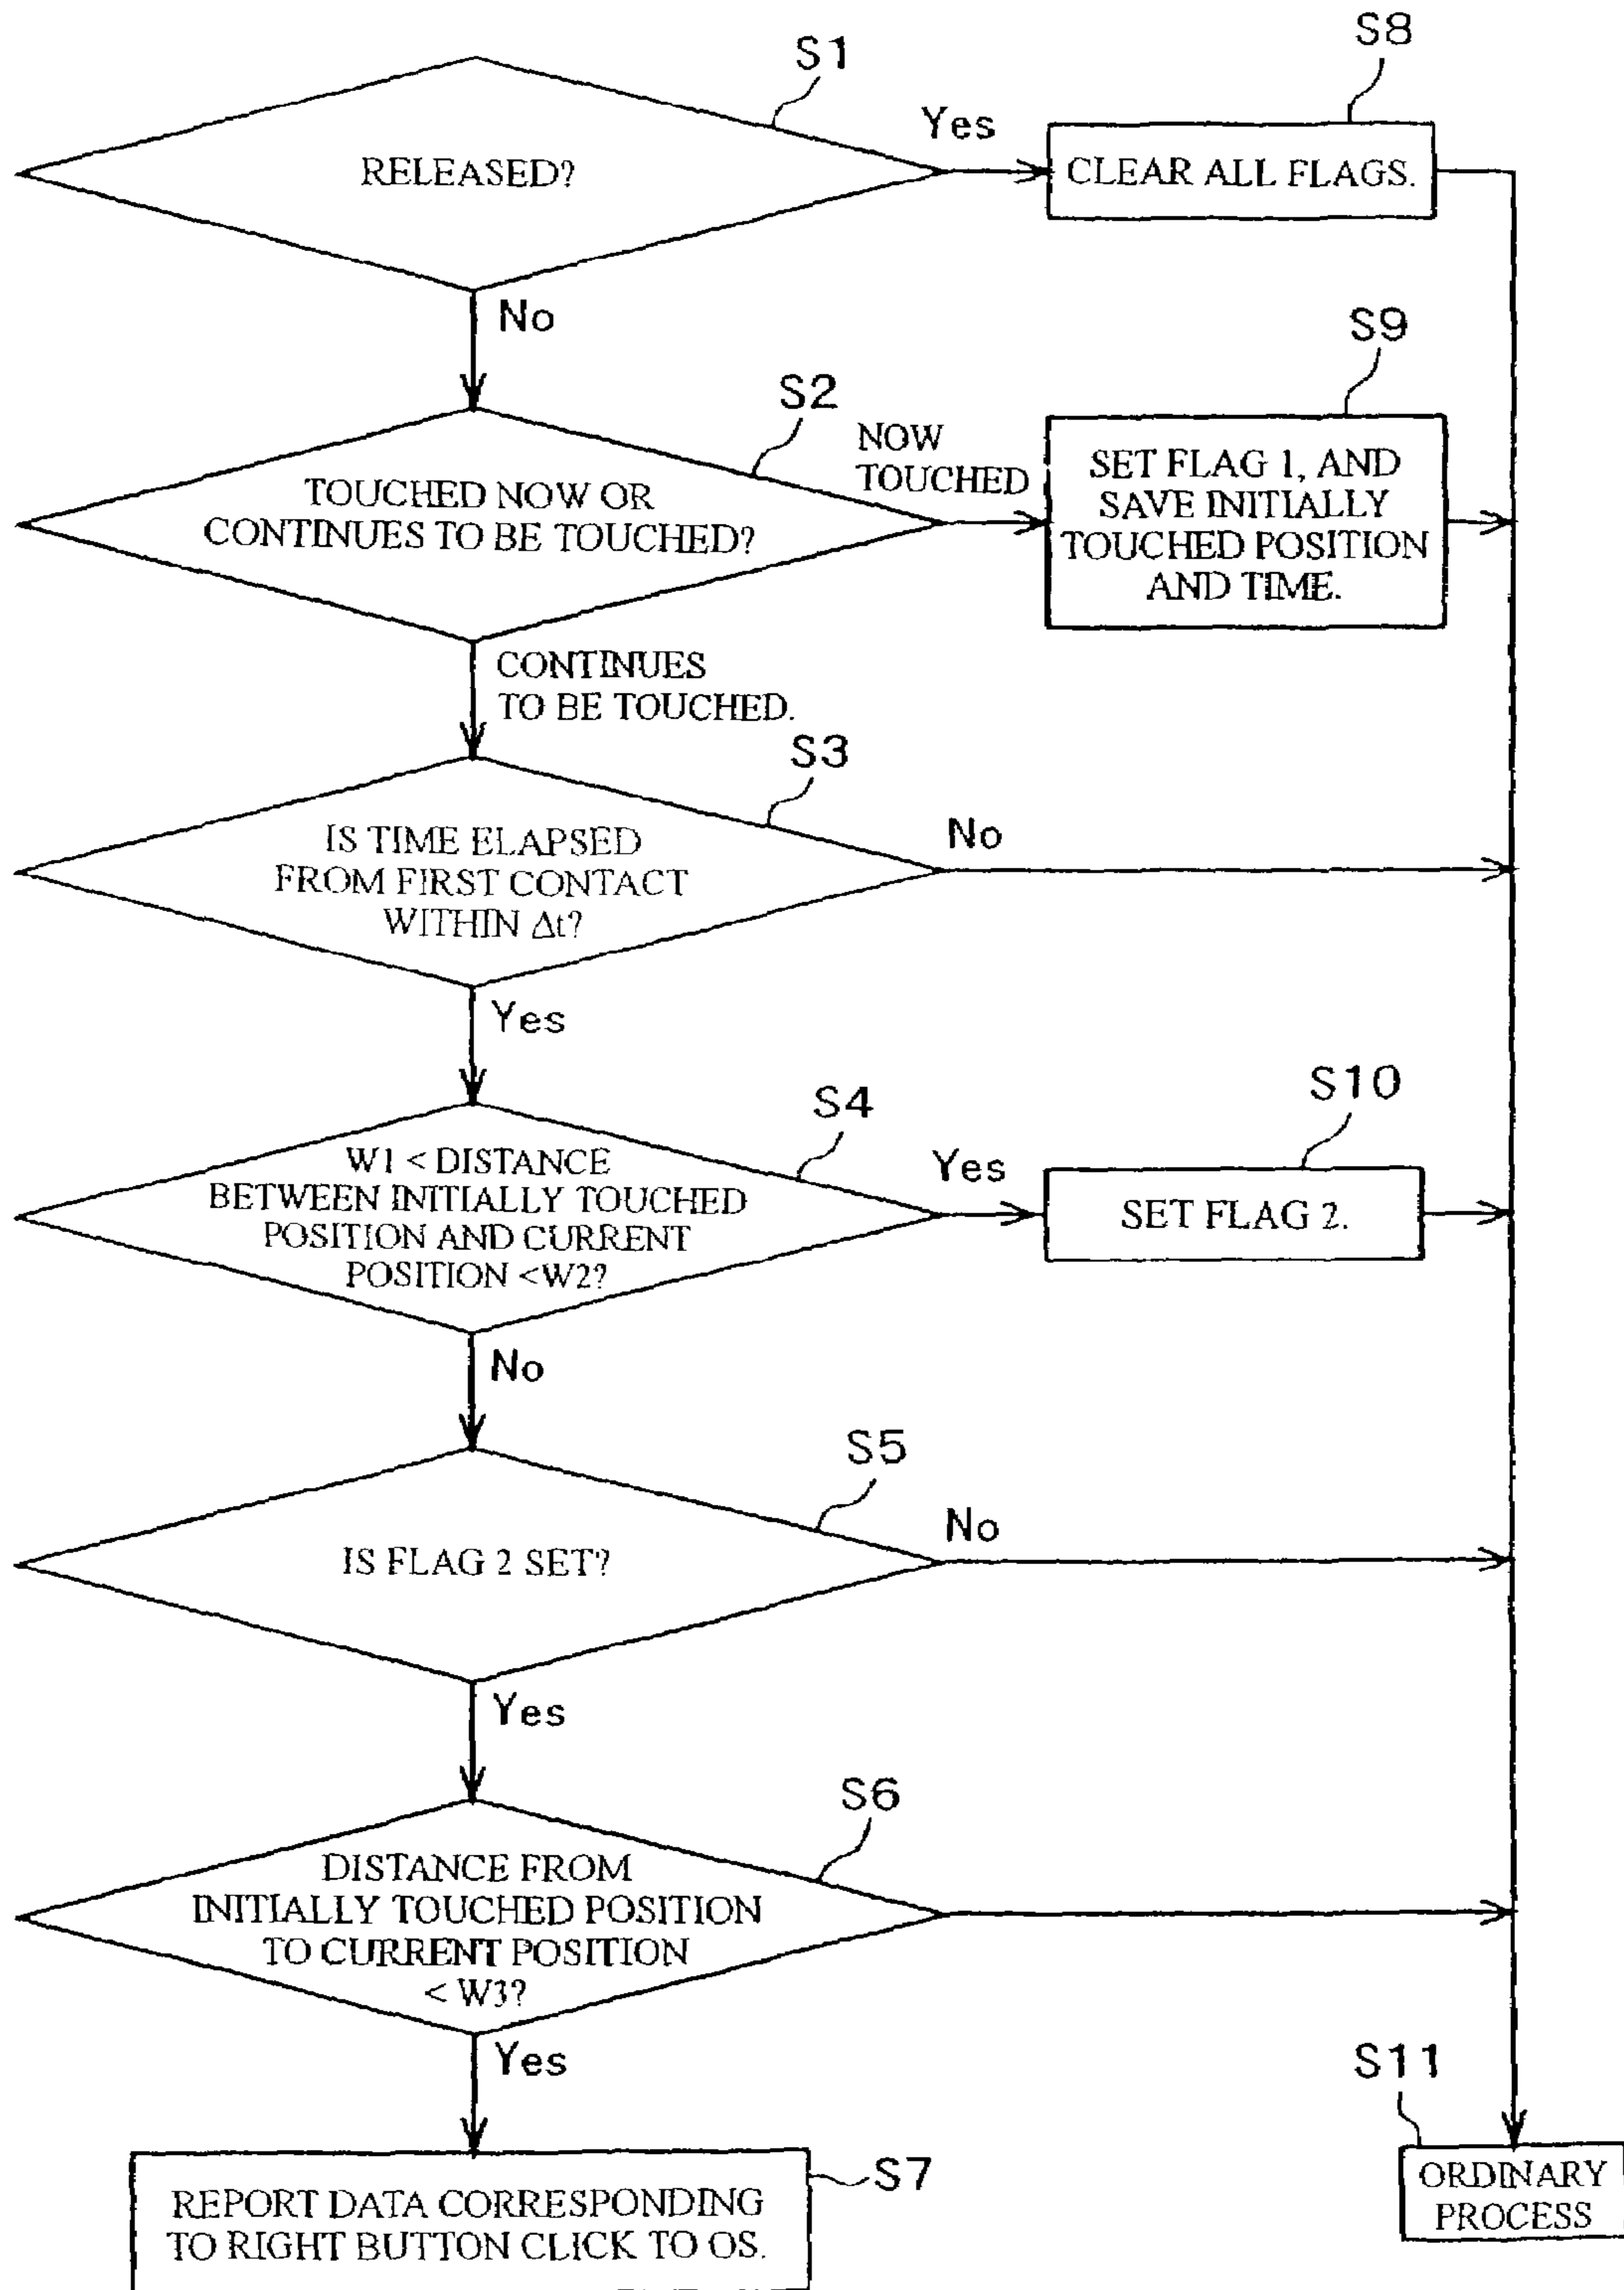 S1
RELEASED?
Yes
S8
CLEAR ALL FLAGS.
No
S2
TOUCHED NOW OR
CONTINUES TO BE TOUCHED?
NOW
TOUCHED
S9
SET FLAG 1, AND
SAVE INITIALLY
TOUCHED POSITION
AND TIME.
CONTINUES
TO BE TOUCHED.
S3
IS TIME ELAPSED
FROM FIRST CONTACT
WITHIN Δt?
No
Yes
S4
W1 < DISTANCE
BETWEEN INITIALLY TOUCHED
POSITION AND CURRENT
POSITION <W2?
Yes
S10
SET FLAG 2.
No
S5
IS FLAG 2 SET?
No
Yes
S6
DISTANCE FROM
INITIALLY TOUCHED POSITION
TO CURRENT POSITION
< W3?
Yes
S7
REPORT DATA CORRESPONDING
TO RIGHT BUTTON CLICK TO OS.
S11
ORDINARY
PROCESS